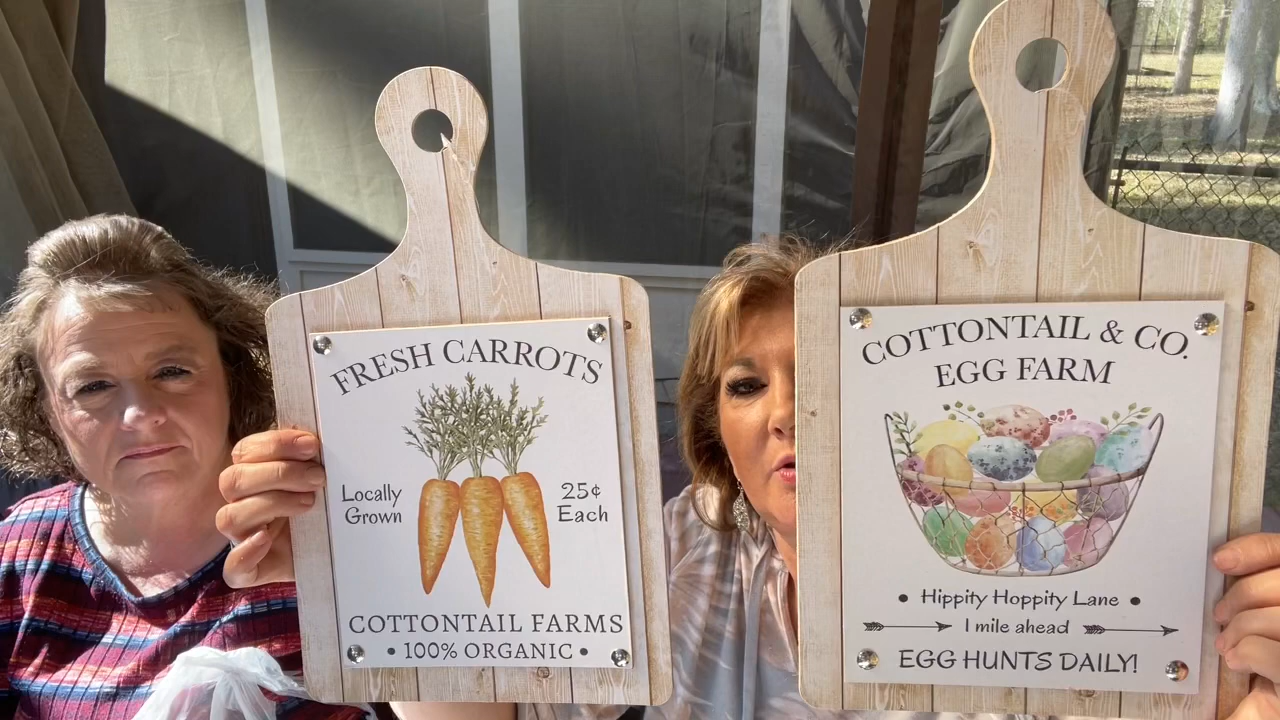 FRESH CARROTS
Locally
Grown
25¢
Each
COTTONTAIL FARMS
• 100% ORGANIC •
COTTONTAIL & CO.
EGG FARM
• Hippity Hoppity Lane •
1 mile ahead
EGG HUNTS DAILY!